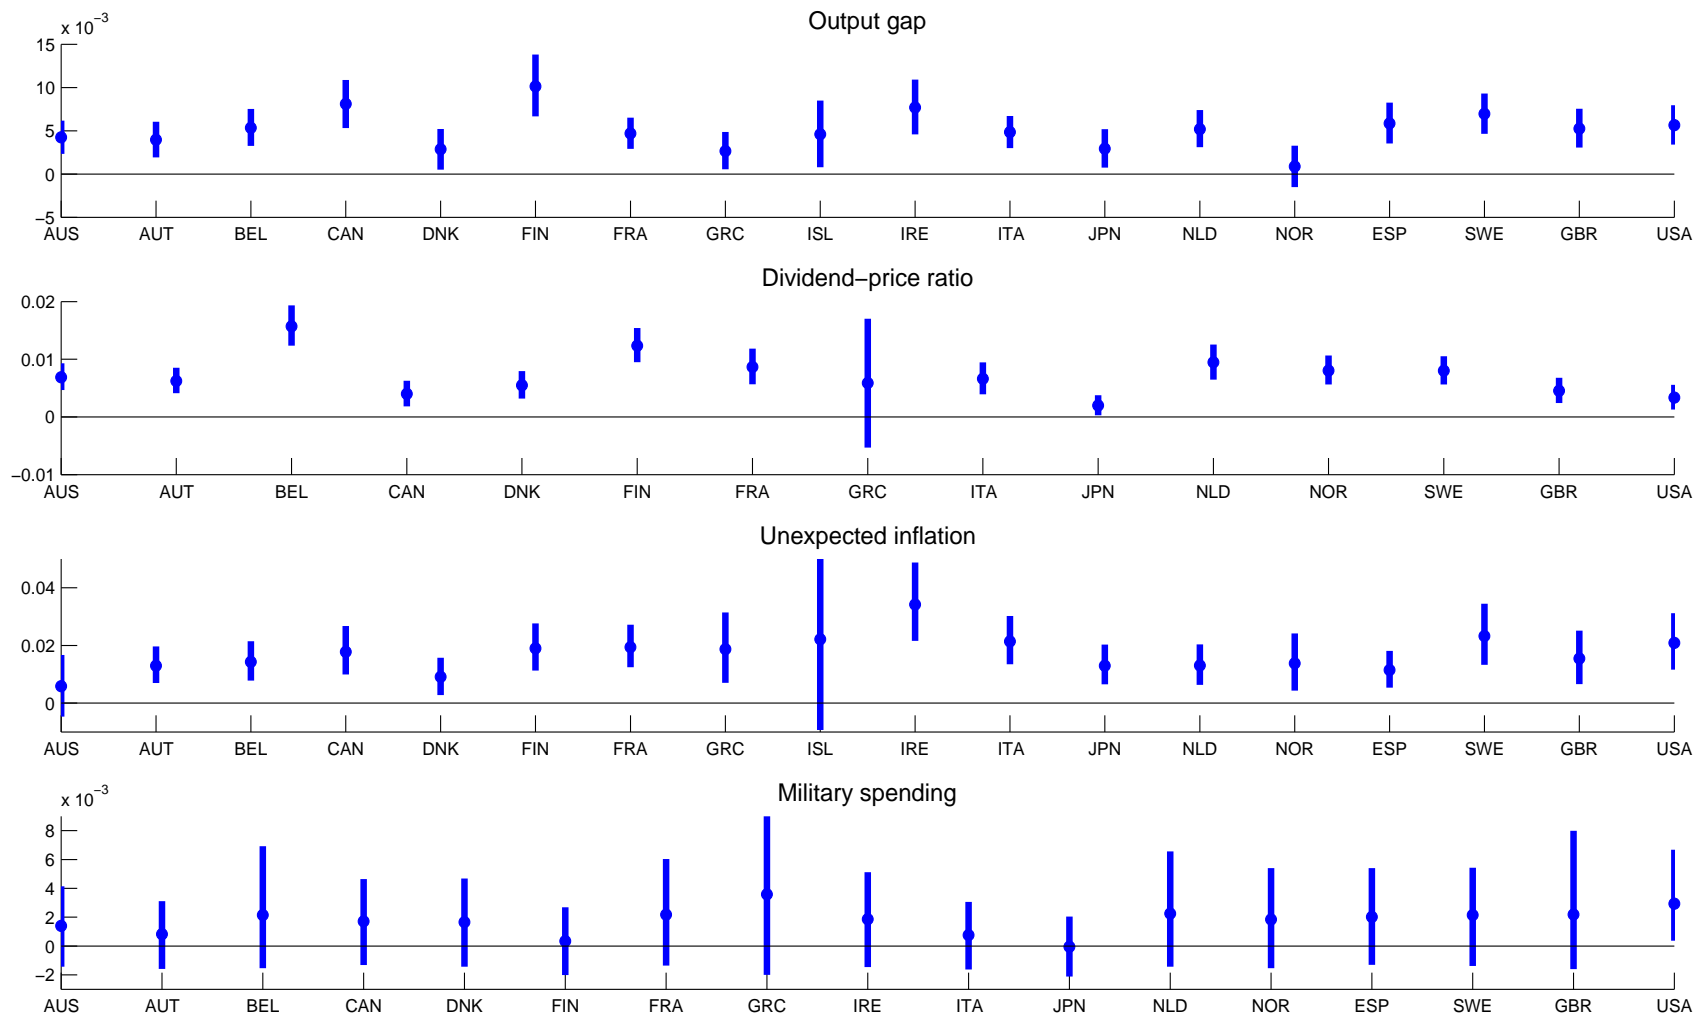 Output gap
x 10−3
15
10
5
0
−5
AUS AUT BEL CAN DNK FIN FRA GRC ISL IRE ITA JPN NLD NOR ESP SWE GBR USA
Dividend−price ratio
0.02
0.01
0
−0.01
AUS AUT BEL CAN DNK FIN FRA GRC ITA JPN NLD NOR SWE GBR USA
Unexpected inflation
0.04
0.02
0
AUS AUT BEL CAN DNK FIN FRA GRC ISL IRE ITA JPN NLD NOR ESP SWE GBR USA
Military spending
x 10−3
8
6
4
2
0
−2
AUS AUT BEL CAN DNK FIN FRA GRC IRE ITA JPN NLD NOR ESP SWE GBR USA